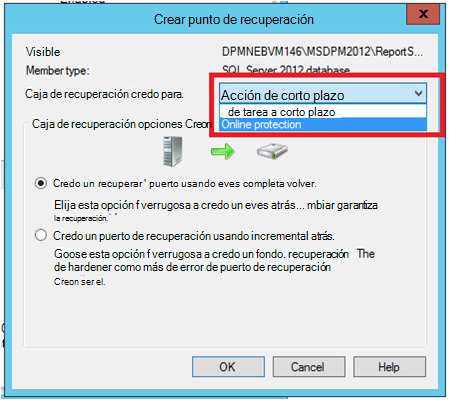 Crear punto de recuperación
x
Visible DPMNEBVM146\MSDPM2012\ReportS...
Member type: SQL Server 2012 database
Caja de recuperación credo para. Acción de corto plazo
de tarea a corto plazo
Online protection
Caja de recuperación opciones Creon
Credo un recuperar' puerto usando eves completa volver.
Elija esta opción f verrugosa a credo un eves atrás... mbiar garantiza
la recuperación.
Credo un puerto de recuperación usando incremental atrás.
Goose esta opción f verrugosa a credo un fondo. recuperación The
de hardener como más de error de puerto de recuperación
Creon ser el.
OK Cancel Help